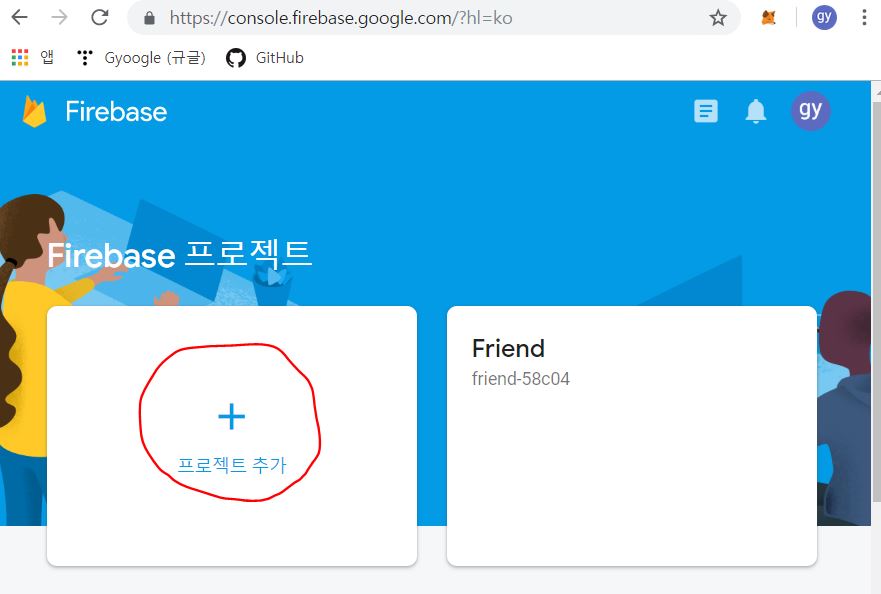 https://console.firebase.google.com/?hl=ko
gy
앱
Gyoogle (규글)
GitHub
Firebase
gy
Firebase 프로젝트
+
프로젝트 추가
Friend
friend-58c04